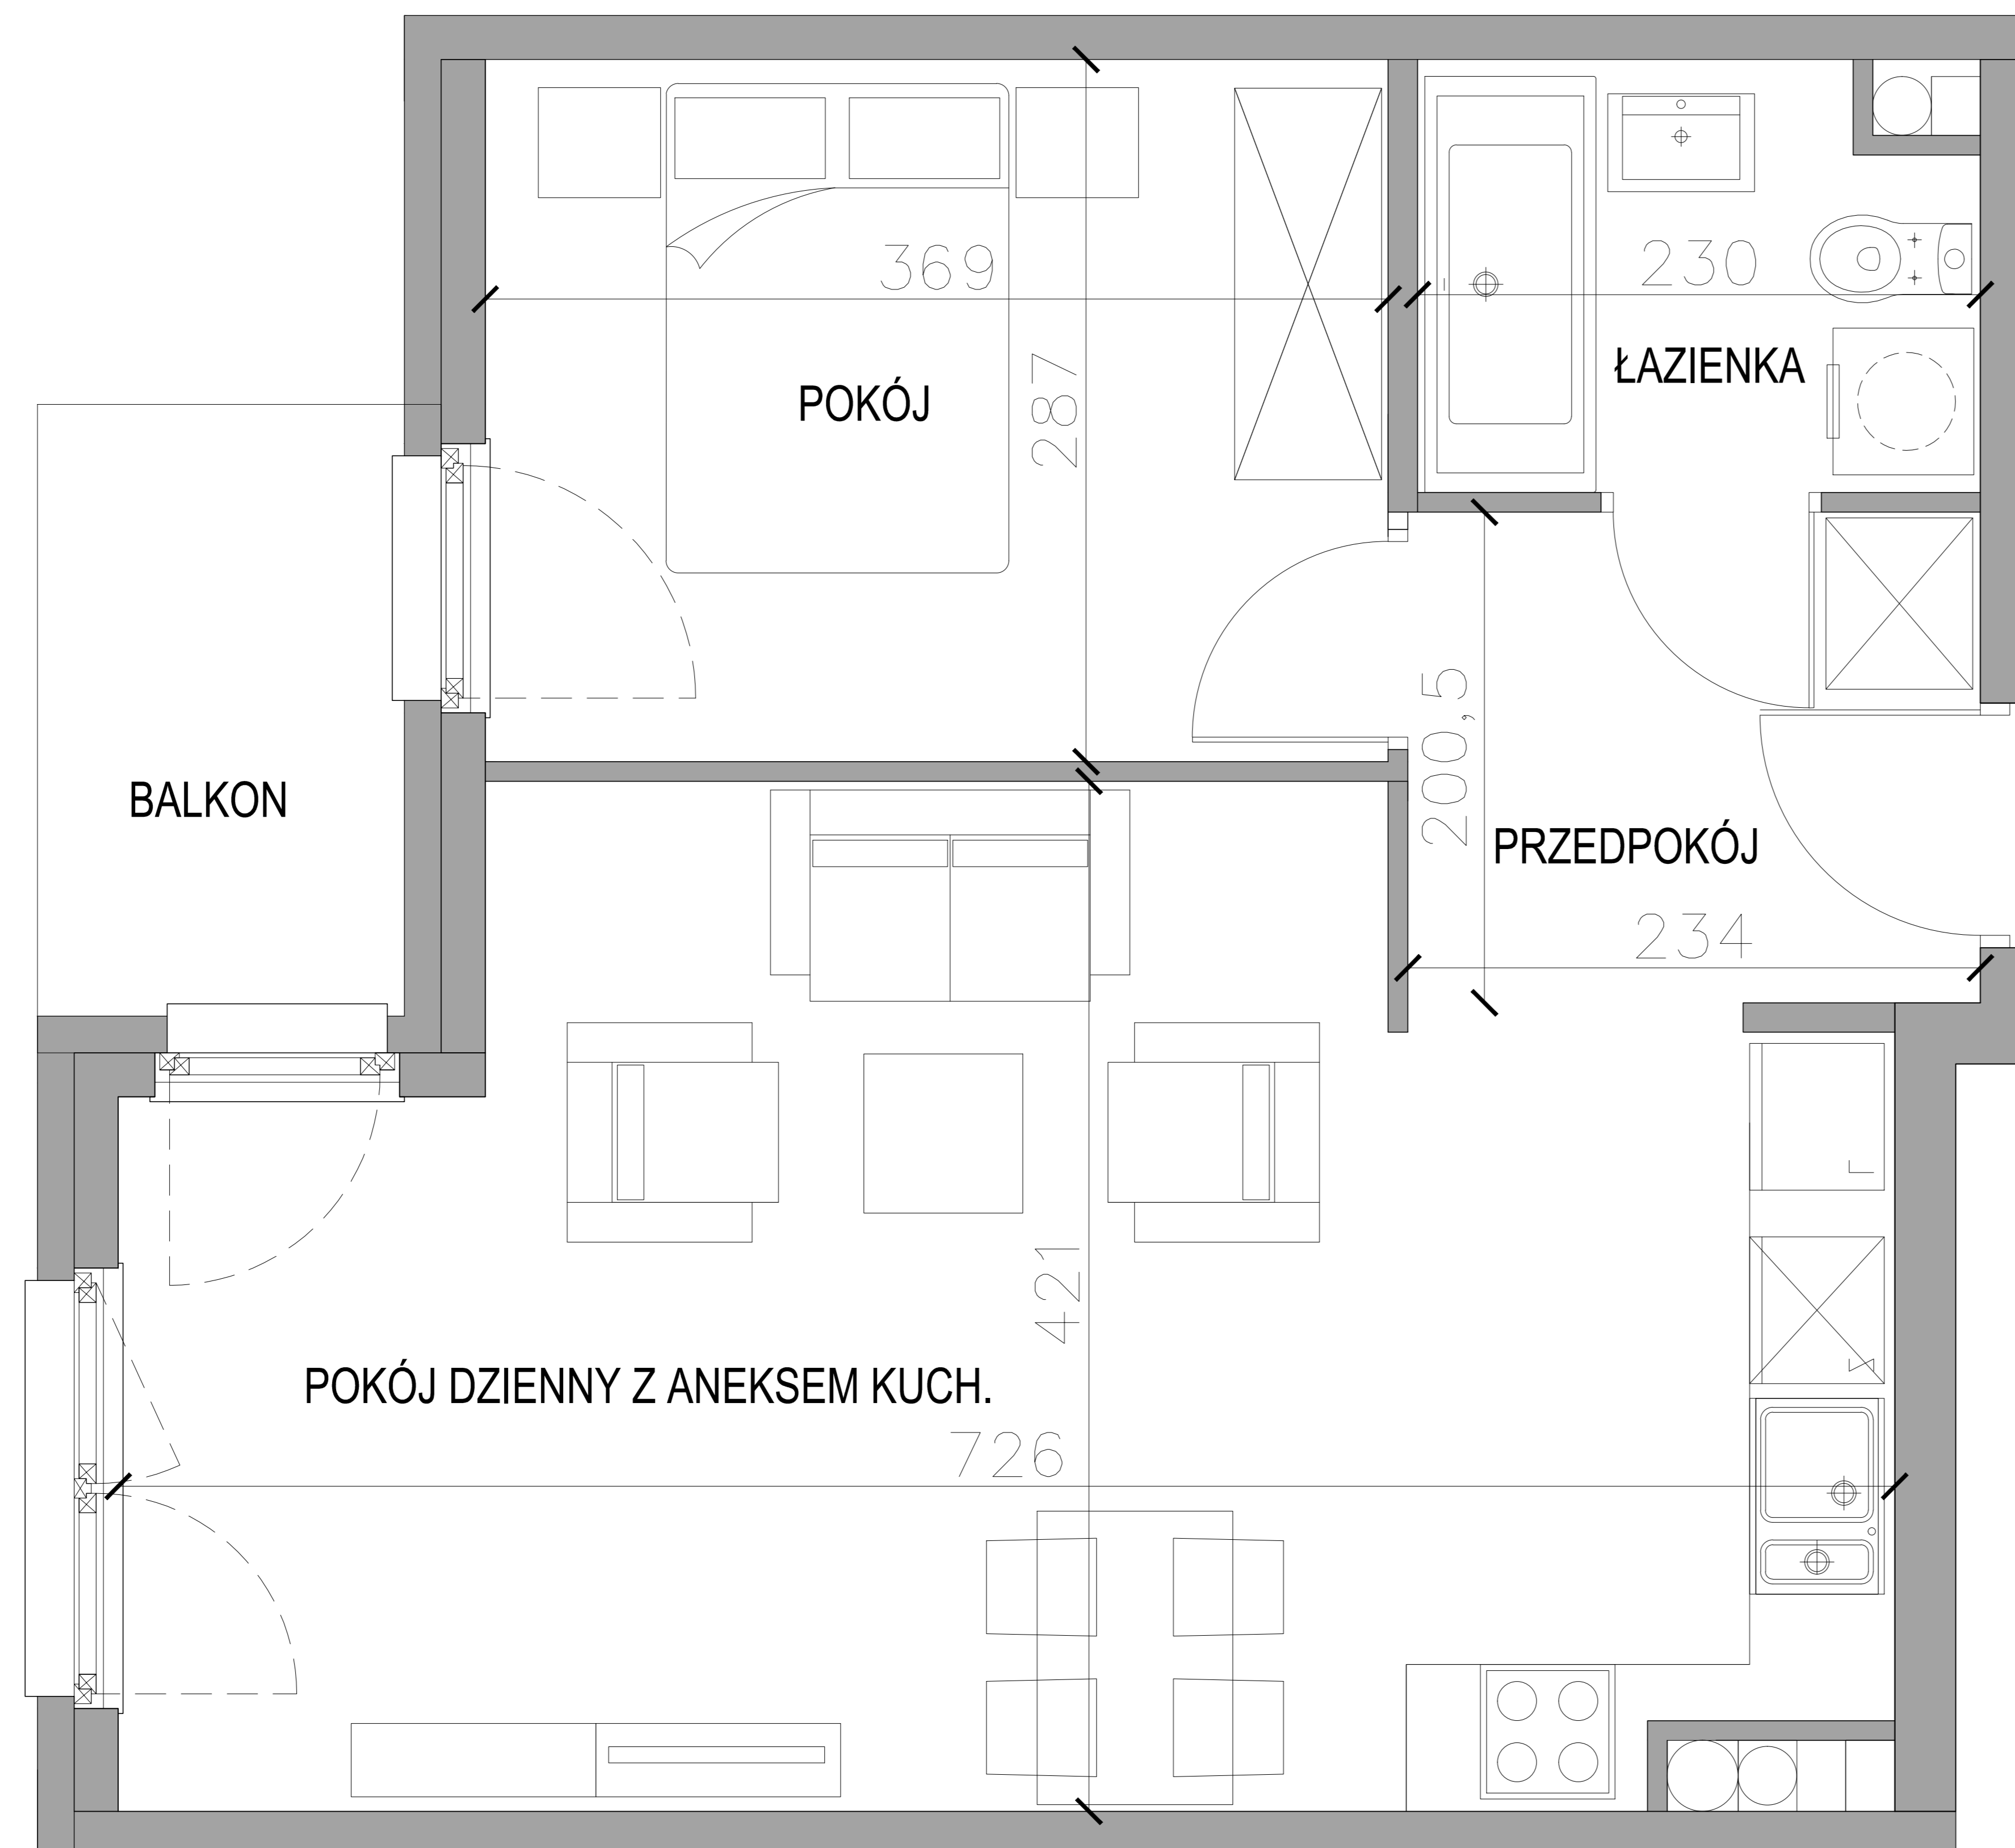 369
230
ŁAZIENKA
287
POKÓJ
BALKON
200,5
PRZEDPOKÓJ
234
L
421
POKÓJ DZIENNY Z ANEKSEM KUCH.
Z
726